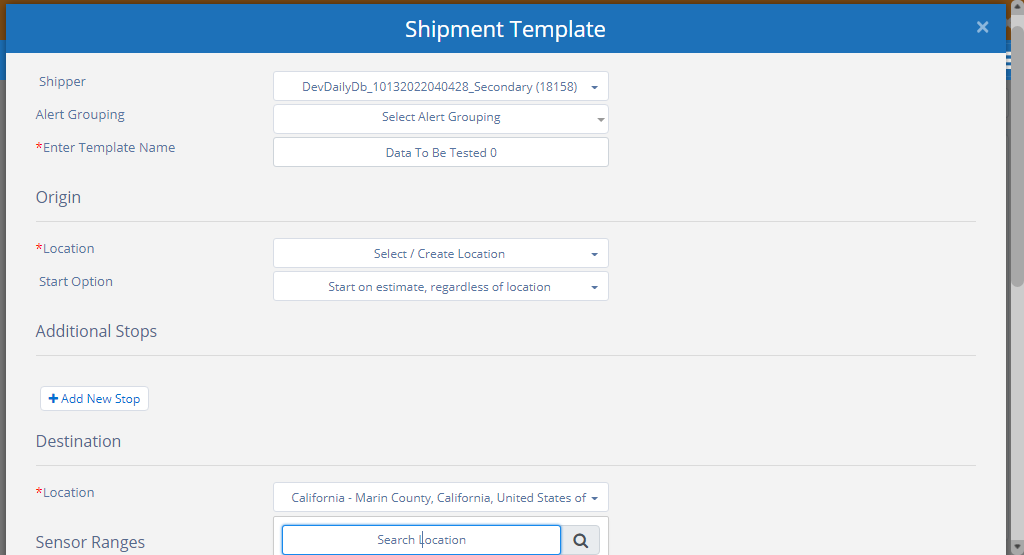 Shipment Template
×
Shipper
DevDailyDb_10132022040428_Secondary (18158)
Alert Grouping
Select Alert Grouping
*Enter Template Name
Data To Be Tested 0
Origin
*Location
Select / Create Location
Start Option
Start on estimate, regardless of location
Additional Stops
+ Add New Stop
Destination
*Location
California - Marin County, California, United States of
Sensor Ranges
Search Location